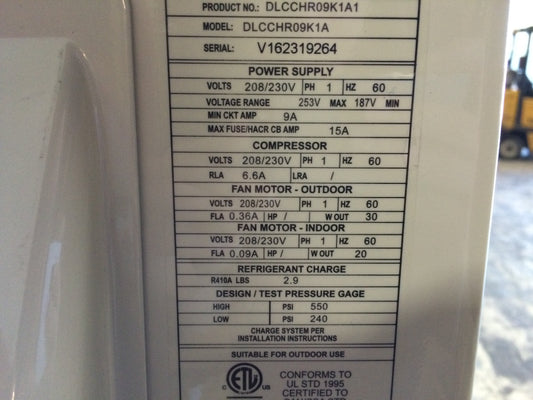 PRODUCT NO.: DLCCHR09K1A1
MODEL: DLCCHR09K1A
SERIAL: V162319264
POWER SUPPLY
VOLTS 208/230V PH 1 HZ 60
VOLTAGE RANGE 253V MAX 187V MIN
MIN CKT AMP 9A
MAX FUSE/HACR CB AMP 15A
COMPRESSOR
VOLTS 208/230V PH 1 HZ 60
RLA 6.6A LRA /
FAN MOTOR - OUTDOOR
VOLTS 208/230V PH 1 HZ 60
FLA 0.36A HP / W OUT 30
FAN MOTOR - INDOOR
VOLTS 208/230V PH 1 HZ 60
FLA 0.09A HP / W OUT 20
REFRIGERANT CHARGE
R410A LBS 2.9
DESIGN / TEST PRESSURE GAGE
HIGH PSI 550
LOW PSI 240
CHARGE SYSTEM PER
INSTALLATION INSTRUCTIONS
SUITABLE FOR OUTDOOR USE
C ETL US
CONFORMS TO
UL STD 1995
CERTIFIED TO